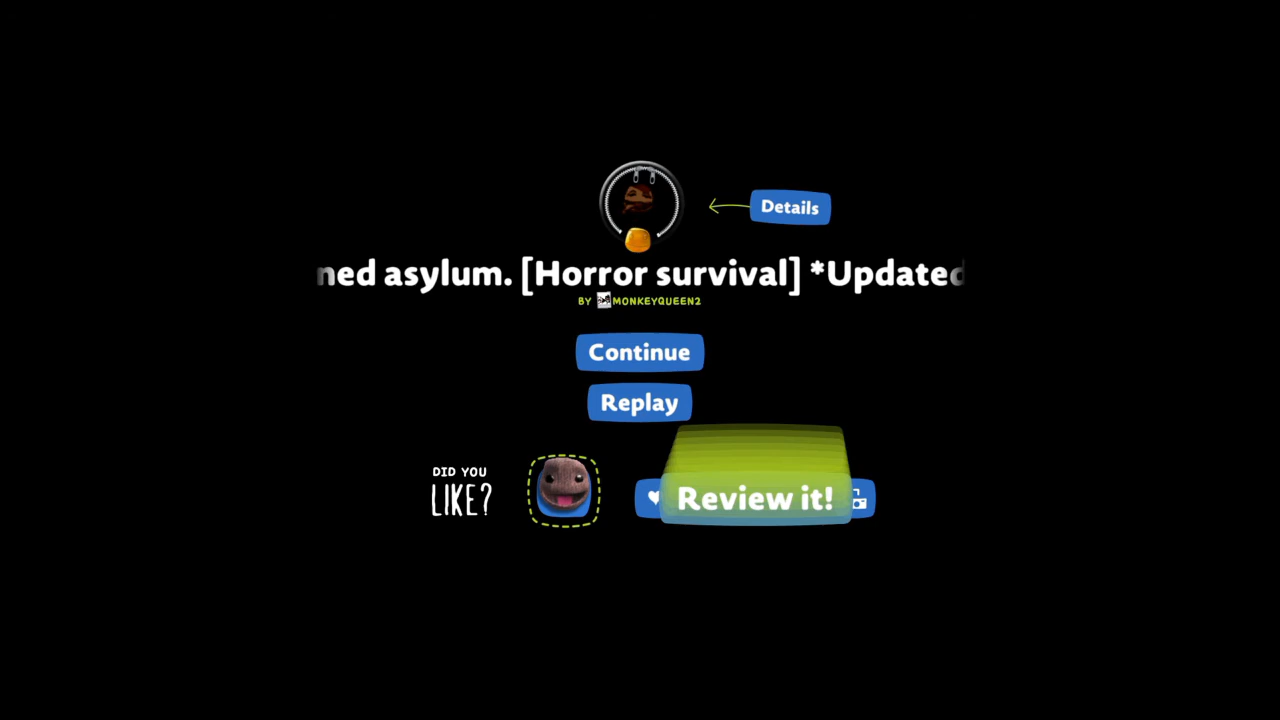 Details
ned asylum. [Horror survival] *Updated
BY MONKEYQUEEN2
Continue
Replay
DID YOU
LIKE?
Review it!